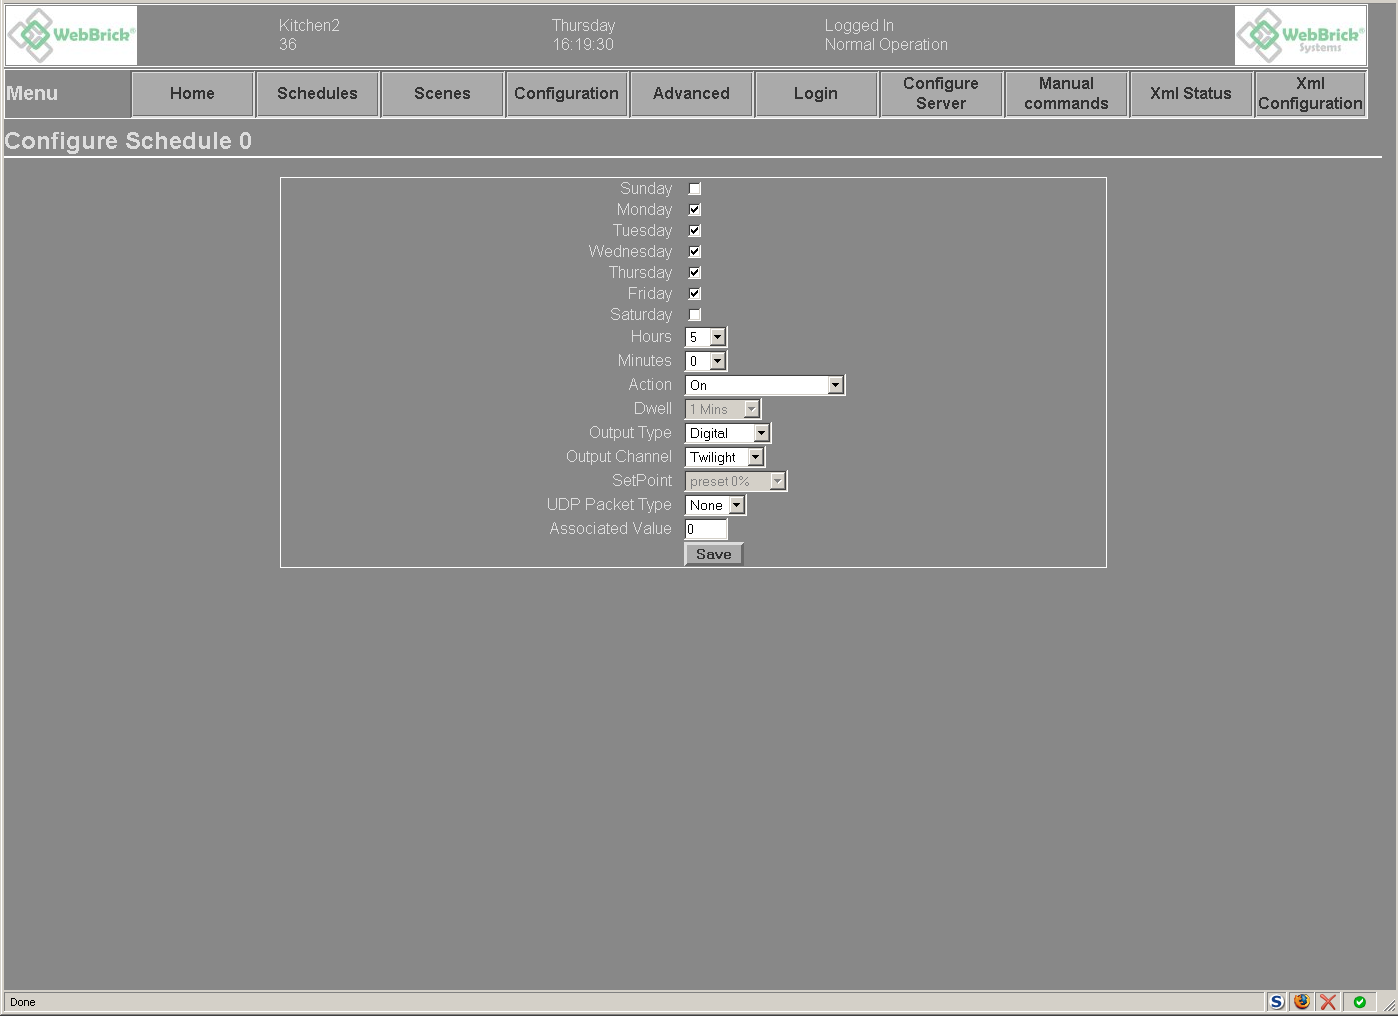 WebBrick®
Kitchen2
36
Thursday
16:19:30
Logged In
Normal Operation
WebBrick®
Systems
Menu
Home
Schedules
Scenes
Configuration
Advanced
Login
Configure
Server
Manual
commands
Xml Status
Xml
Configuration
Configure Schedule 0
Sunday
Monday
Tuesday
Wednesday
Thursday
Friday
Saturday
Hours 5
Minutes 0
Action On
Dwell 1 Mins
Output Type Digital
Output Channel Twilight
SetPoint preset 0%
UDP Packet Type None
Associated Value 0
Save
Done
S